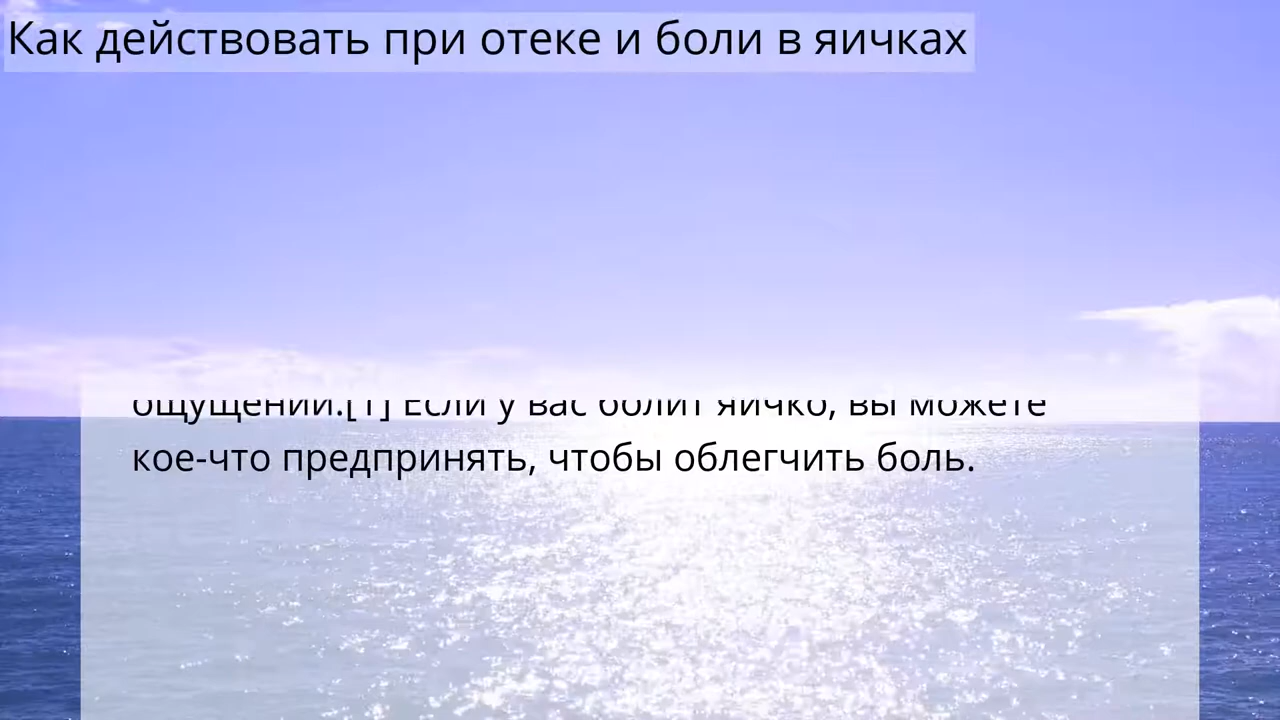 Как действовать при отеке и боли в яичках
ощущений.[1] Если у вас болит яичко, вы можете
кое-что предпринять, чтобы облегчить боль.